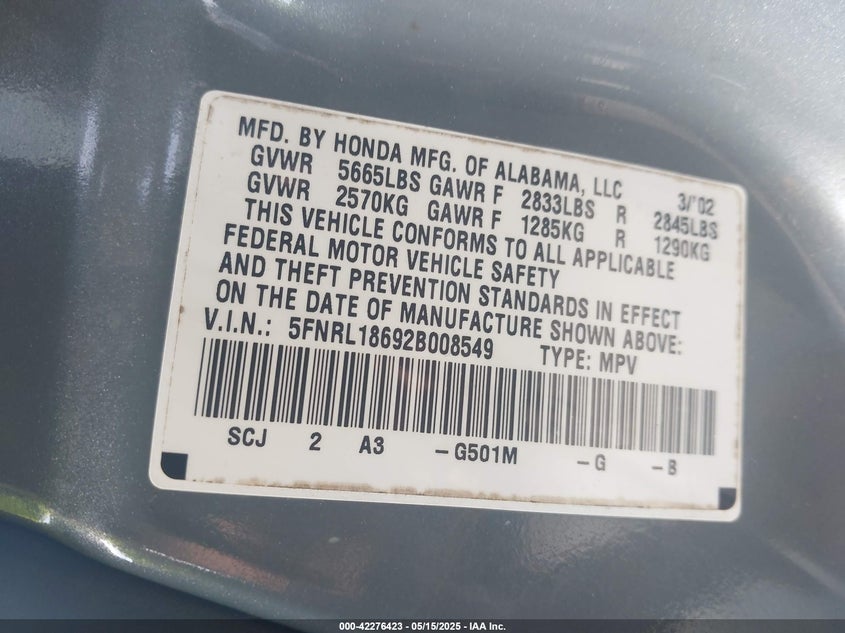 MFD. BY HONDA MFG. OF ALABAMA, LLC 3/'02
GVWR 5665LBS GAWR F 2833LBS R 2845LBS
GVWR 2570KG GAWR F 1285KG R 1290KG
THIS VEHICLE CONFORMS TO ALL APPLICABLE
FEDERAL MOTOR VEHICLE SAFETY
AND THEFT PREVENTION STANDARDS IN EFFECT
ON THE DATE OF MANUFACTURE SHOWN ABOVE:
V.I.N.: 5FNRL18692B008549 TYPE: MPV
SCJ 2 A3 -G501M -G -B
000-42276423 - 05/15/2025 - IAA Inc.